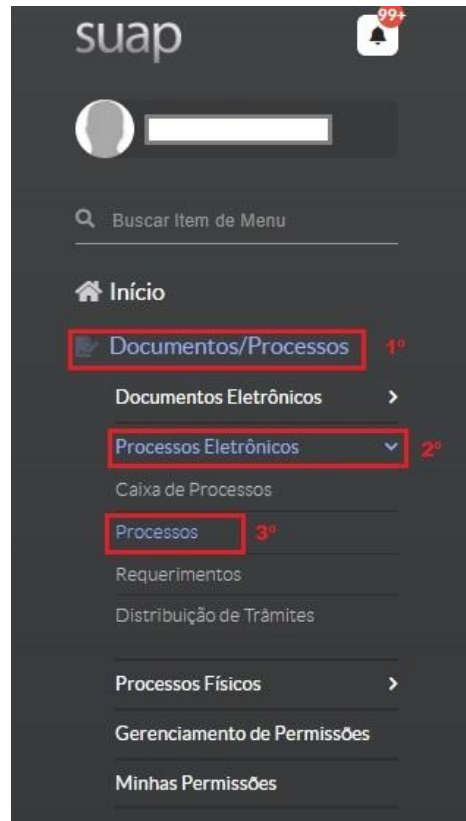 suap
99+
Buscar Item de Menu
Início
Documentos/Processos 1º
Documentos Eletrônicos
Processos Eletrônicos 2º
Caixa de Processos
Processos 3º
Requerimentos
Distribuição de Trâmites
Processos Físicos
Gerenciamento de Permissões
Minhas Permissões